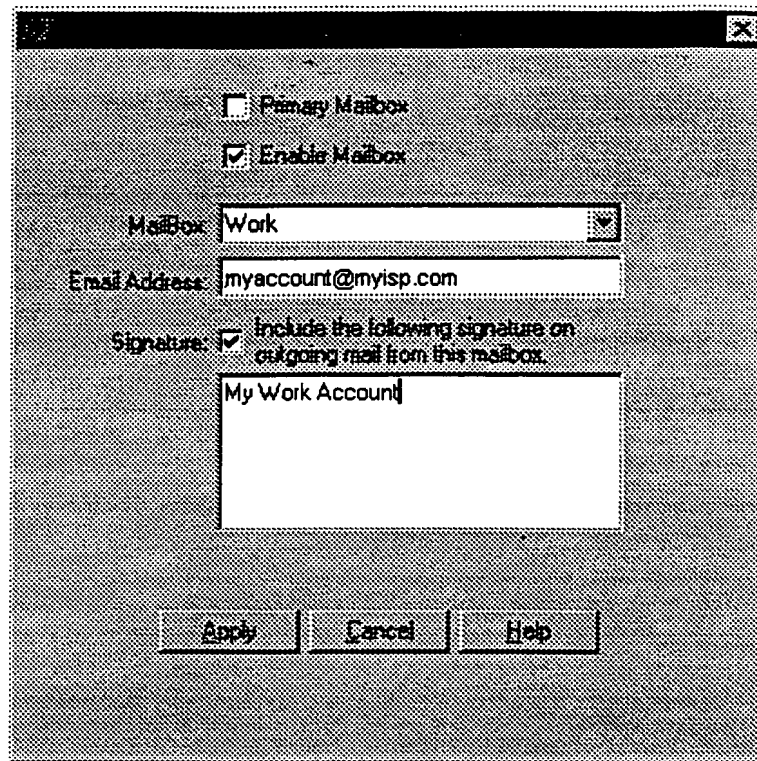 Primary Mailbox
Enable Mailbox
MailBox: Work
Email Address: myaccount@myisp.com
Signature: Include the following signature on
outgoing mail from this mailbox.
My Work Account
Apply Cancel Help